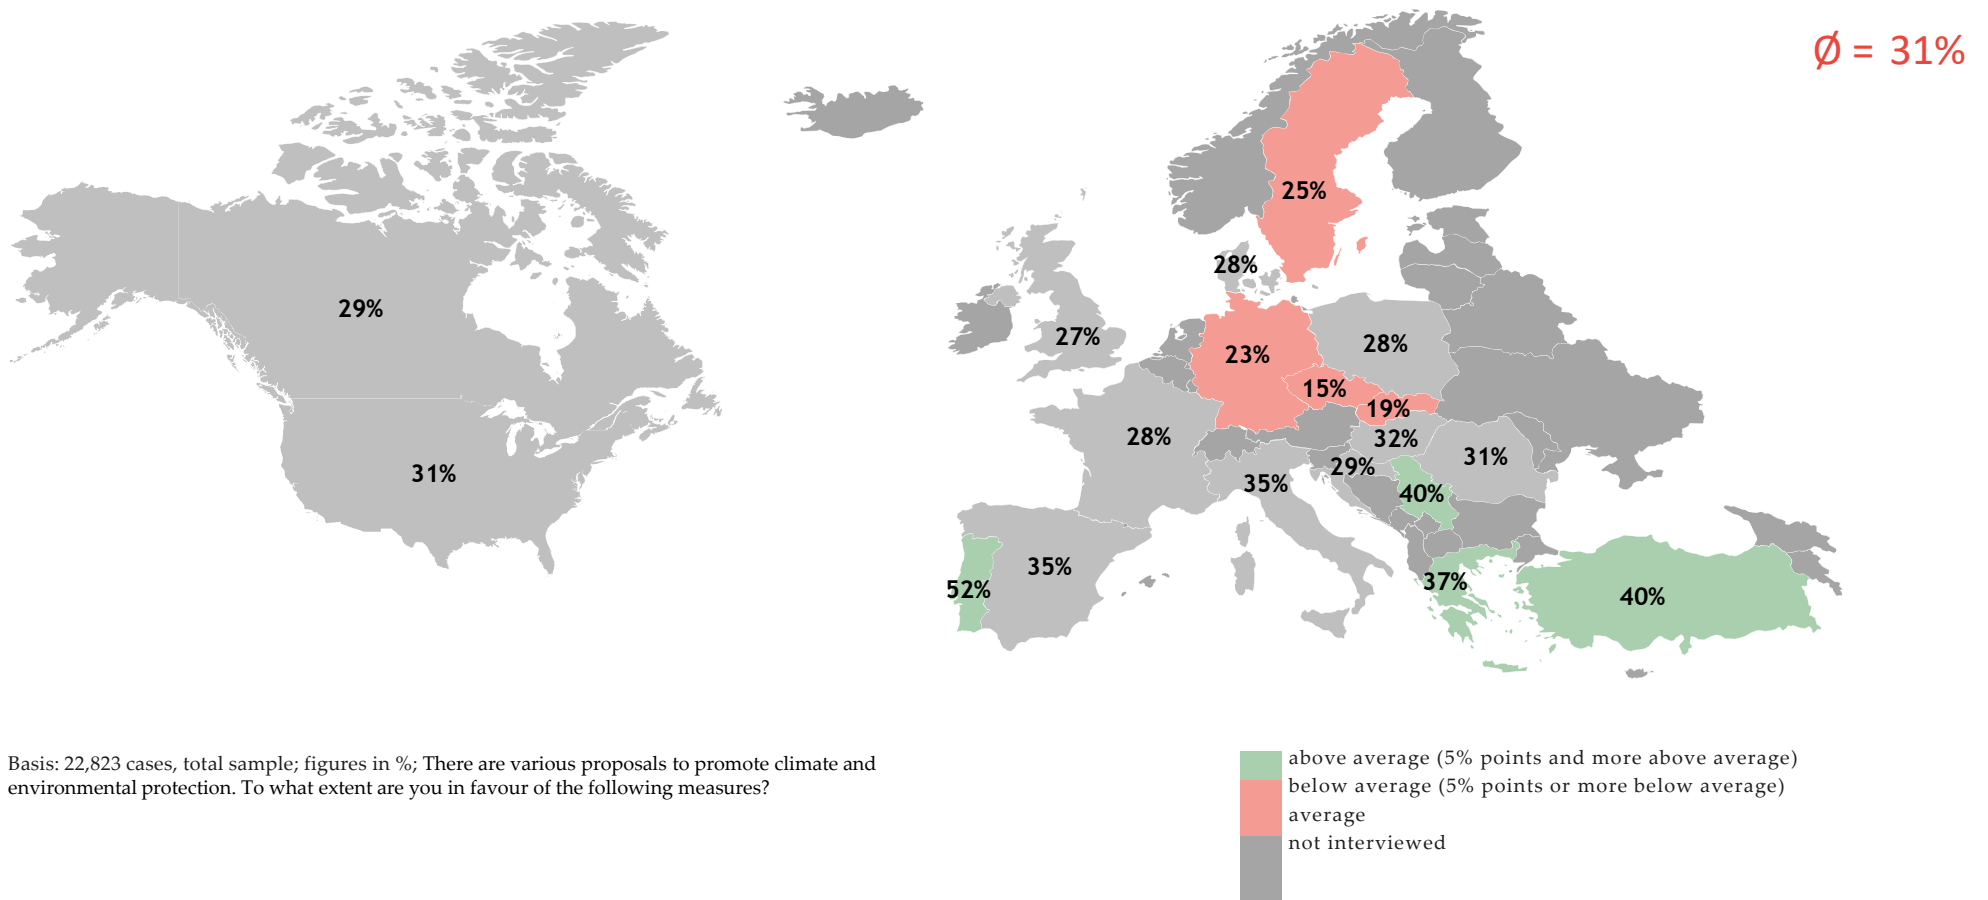 Ø = 31%
25%
28%
29%
27%
28%
23%
15%
19%
28%
32%
31%
29%
31%
35%
40%
35%
52%
37%
40%
Basis: 22,823 cases, total sample; figures in %; There are various proposals to promote climate and
environmental protection. To what extent are you in favour of the following measures?
above average (5% points and more above average)
below average (5% points or more below average)
average
not interviewed